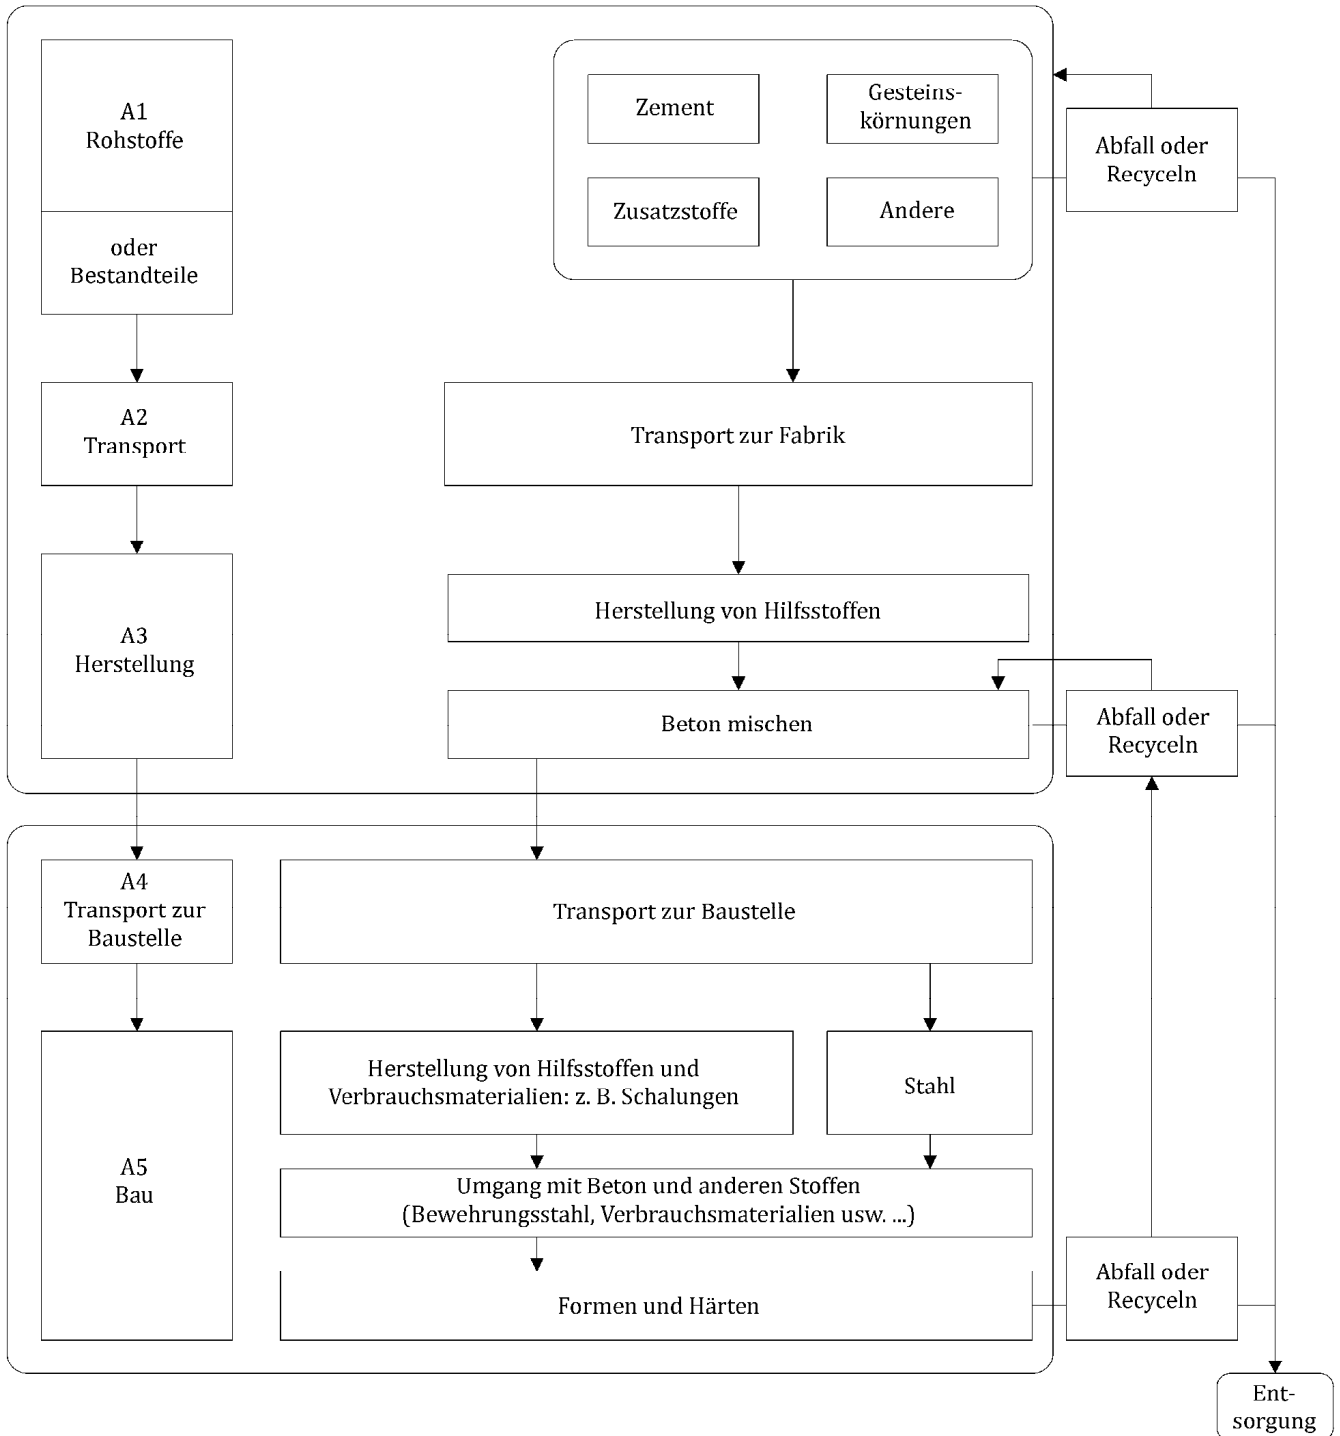 A1
Rohstoffe
oder
Bestandteile
Zement
Gesteins-
körnungen
Zusatzstoffe
Andere
Abfall oder
Recyceln
A2
Transport
Transport zur Fabrik
A3
Herstellung
Herstellung von Hilfsstoffen
Beton mischen
Abfall oder
Recyceln
A4
Transport zur
Baustelle
Transport zur Baustelle
A5
Bau
Herstellung von Hilfsstoffen und
Verbrauchsmaterialien: z. B. Schalungen
Stahl
Umgang mit Beton und anderen Stoffen
(Bewehrungsstahl, Verbrauchsmaterialien usw. ...)
Formen und Härten
Abfall oder
Recyceln
Ent-
sorgung